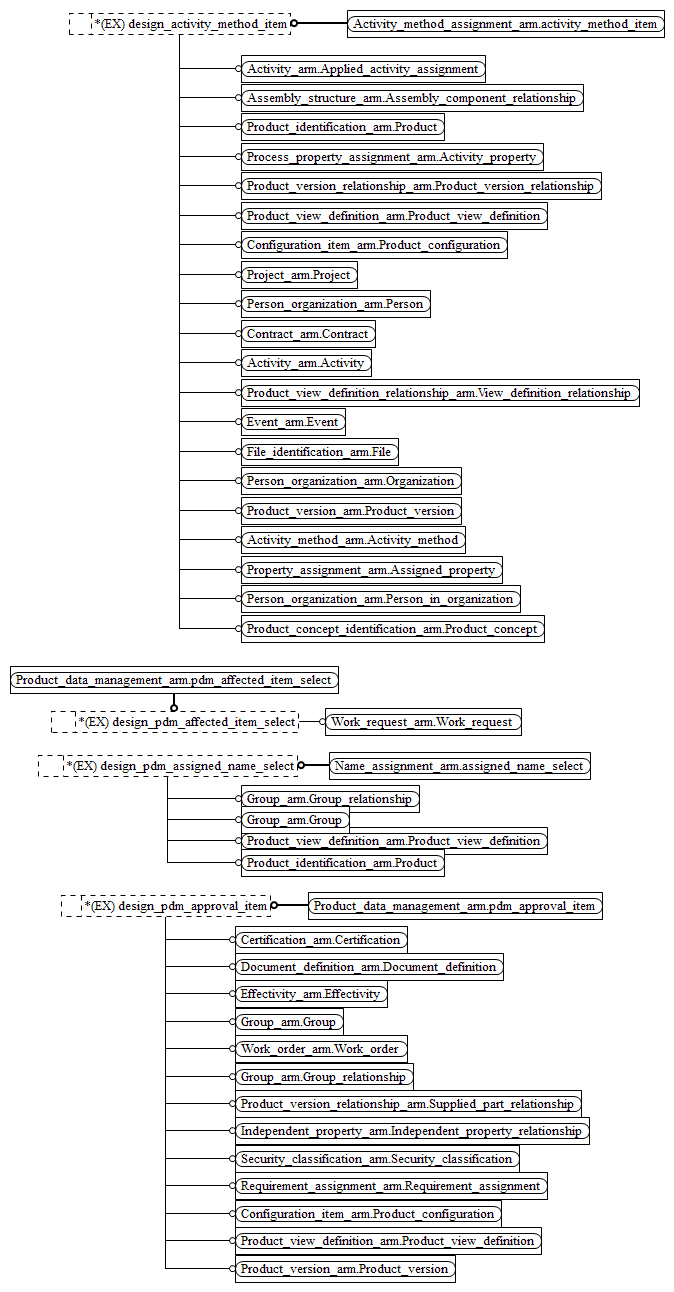 *(EX) design_activity_method_item
Activity_method_assignment_arm.activity_method_item
Activity_arm.Applied_activity_assignment
Assembly_structure_arm.Assembly_component_relationship
Product_identification_arm.Product
Process_property_assignment_arm.Activity_property
Product_version_relationship_arm.Product_version_relationship
Product_view_definition_arm.Product_view_definition
Configuration_item_arm.Product_configuration
Project_arm.Project
Person_organization_arm.Person
Contract_arm.Contract
Activity_arm.Activity
Product_view_definition_relationship_arm.View_definition_relationship
Event_arm.Event
File_identification_arm.File
Person_organization_arm.Organization
Product_version_arm.Product_version
Activity_method_arm.Activity_method
Property_assignment_arm.Assigned_property
Person_organization_arm.Person_in_organization
Product_concept_identification_arm.Product_concept
Product_data_management_arm.pdm_affected_item_select
*(EX) design_pdm_affected_item_select
Work_request_arm.Work_request
*(EX) design_pdm_assigned_name_select
Name_assignment_arm.assigned_name_select
Group_arm.Group_relationship
Group_arm.Group
Product_view_definition_arm.Product_view_definition
Product_identification_arm.Product
*(EX) design_pdm_approval_item
Product_data_management_arm.pdm_approval_item
Certification_arm.Certification
Document_definition_arm.Document_definition
Effectivity_arm.Effectivity
Group_arm.Group
Work_order_arm.Work_order
Group_arm.Group_relationship
Product_version_relationship_arm.Supplied_part_relationship
Independent_property_arm.Independent_property_relationship
Security_classification_arm.Security_classification
Requirement_assignment_arm.Requirement_assignment
Configuration_item_arm.Product_configuration
Product_view_definition_arm.Product_view_definition
Product_version_arm.Product_version